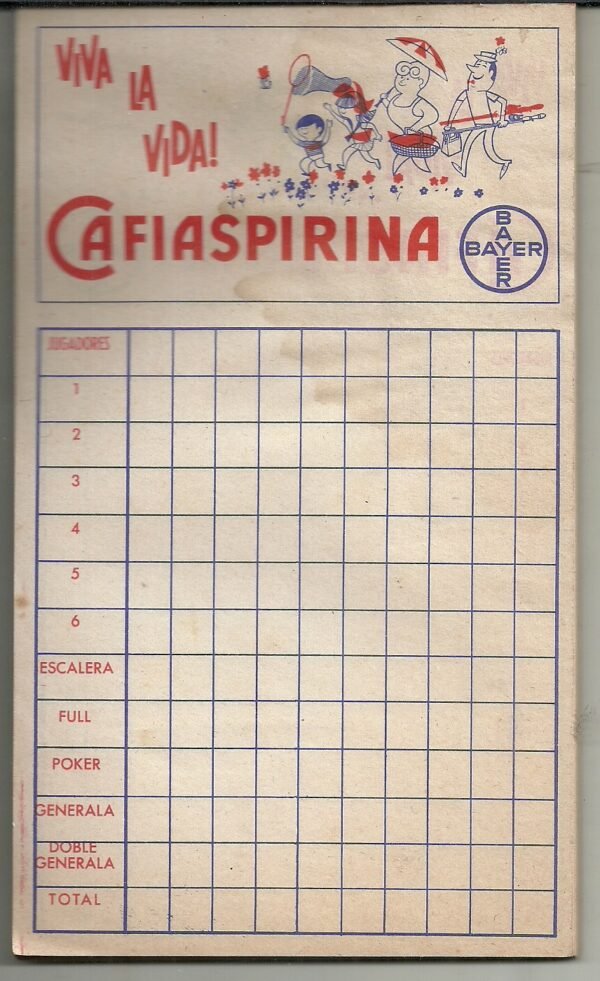 VIVA
LA
VIDA!
CAFIASPIRINA
BAYER
BAYER
JUGADORES
1
2
3
4
5
6
ESCALERA
FULL
POKER
GENERALA
DOBLE
GENERALA
TOTAL